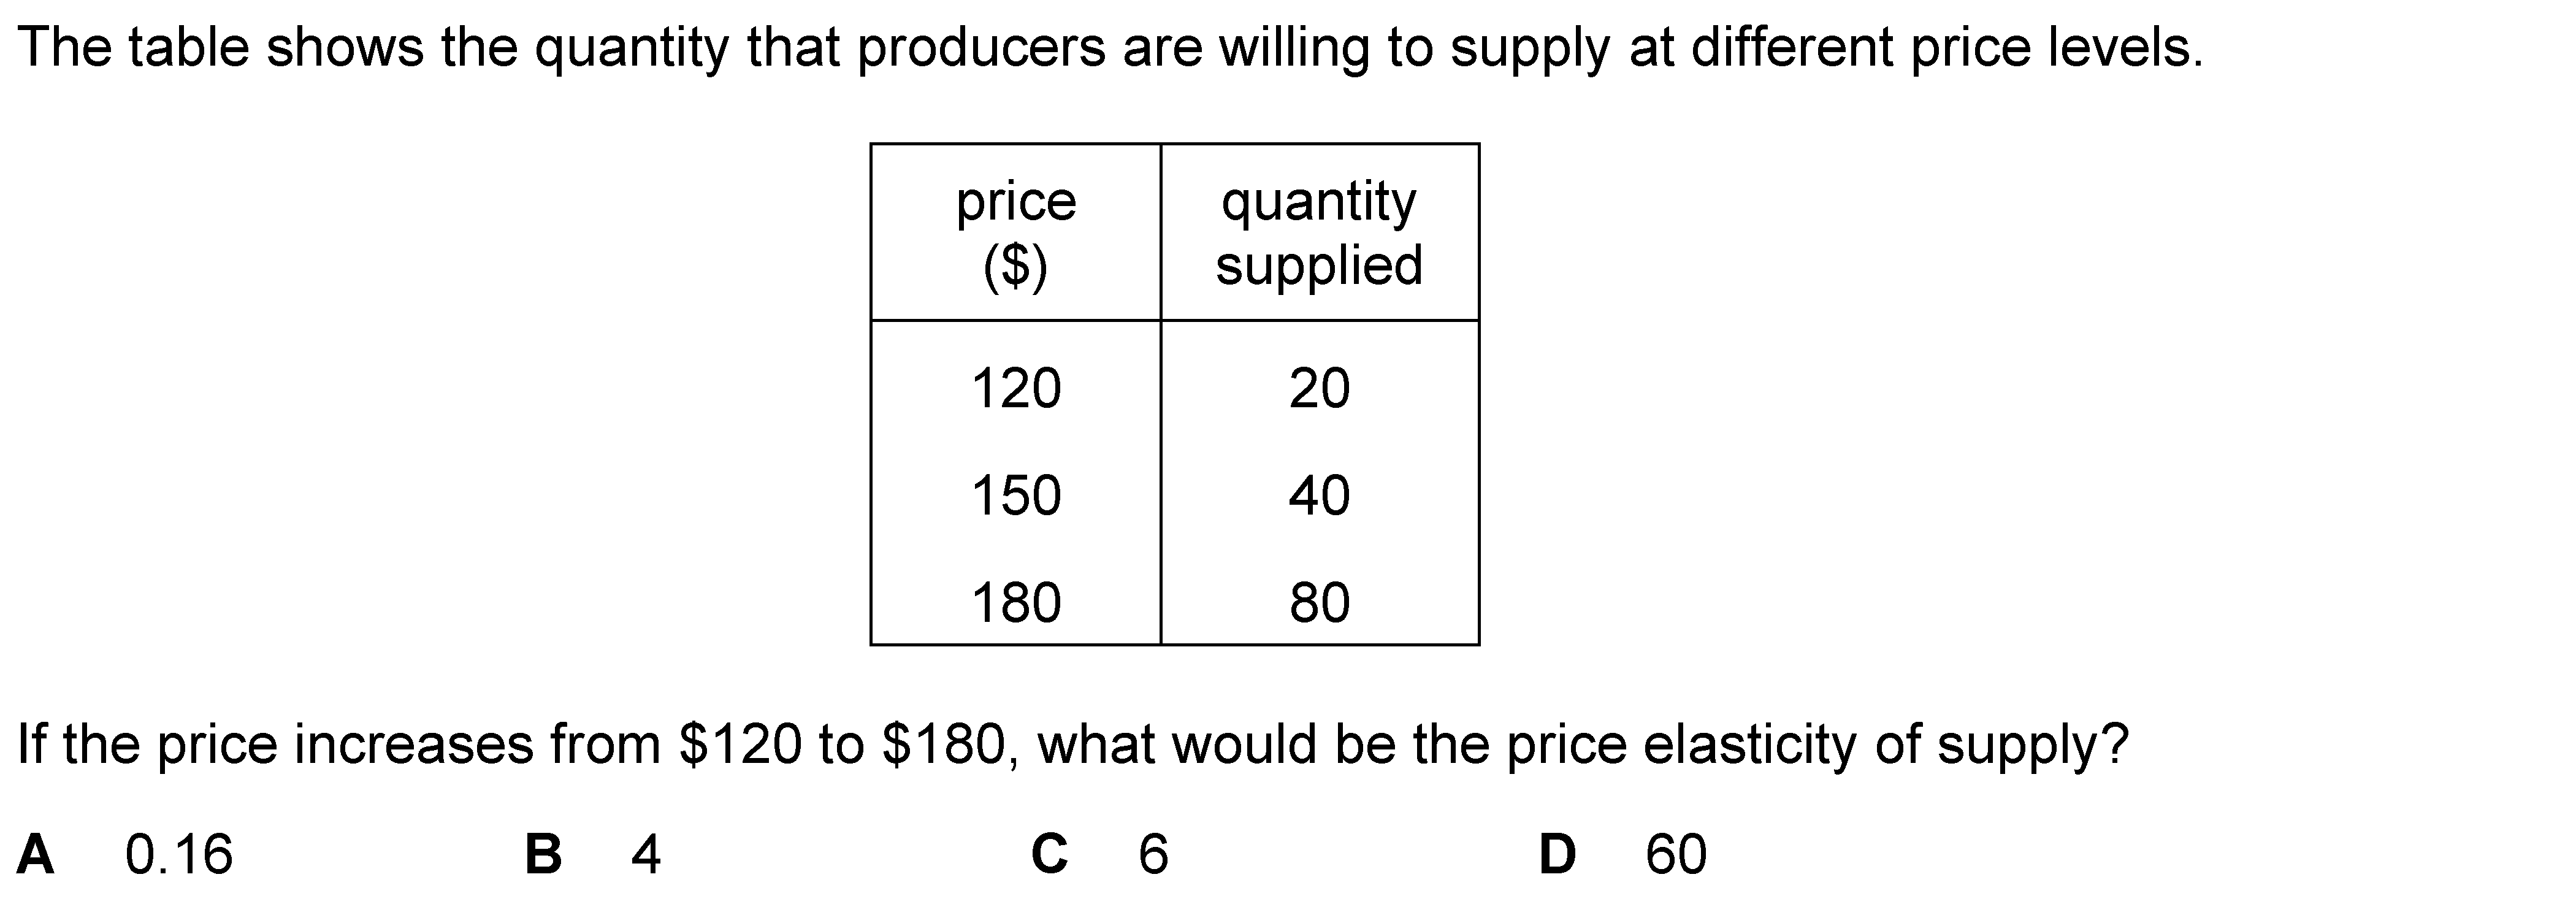 The table shows the quantity that producers are willing to supply at different price levels.
price quantity
($) supplied
120 20
150 40
180 80
If the price increases from $120 to $180, what would be the price elasticity of supply?
A 0.16 B 4 C 6 D 60